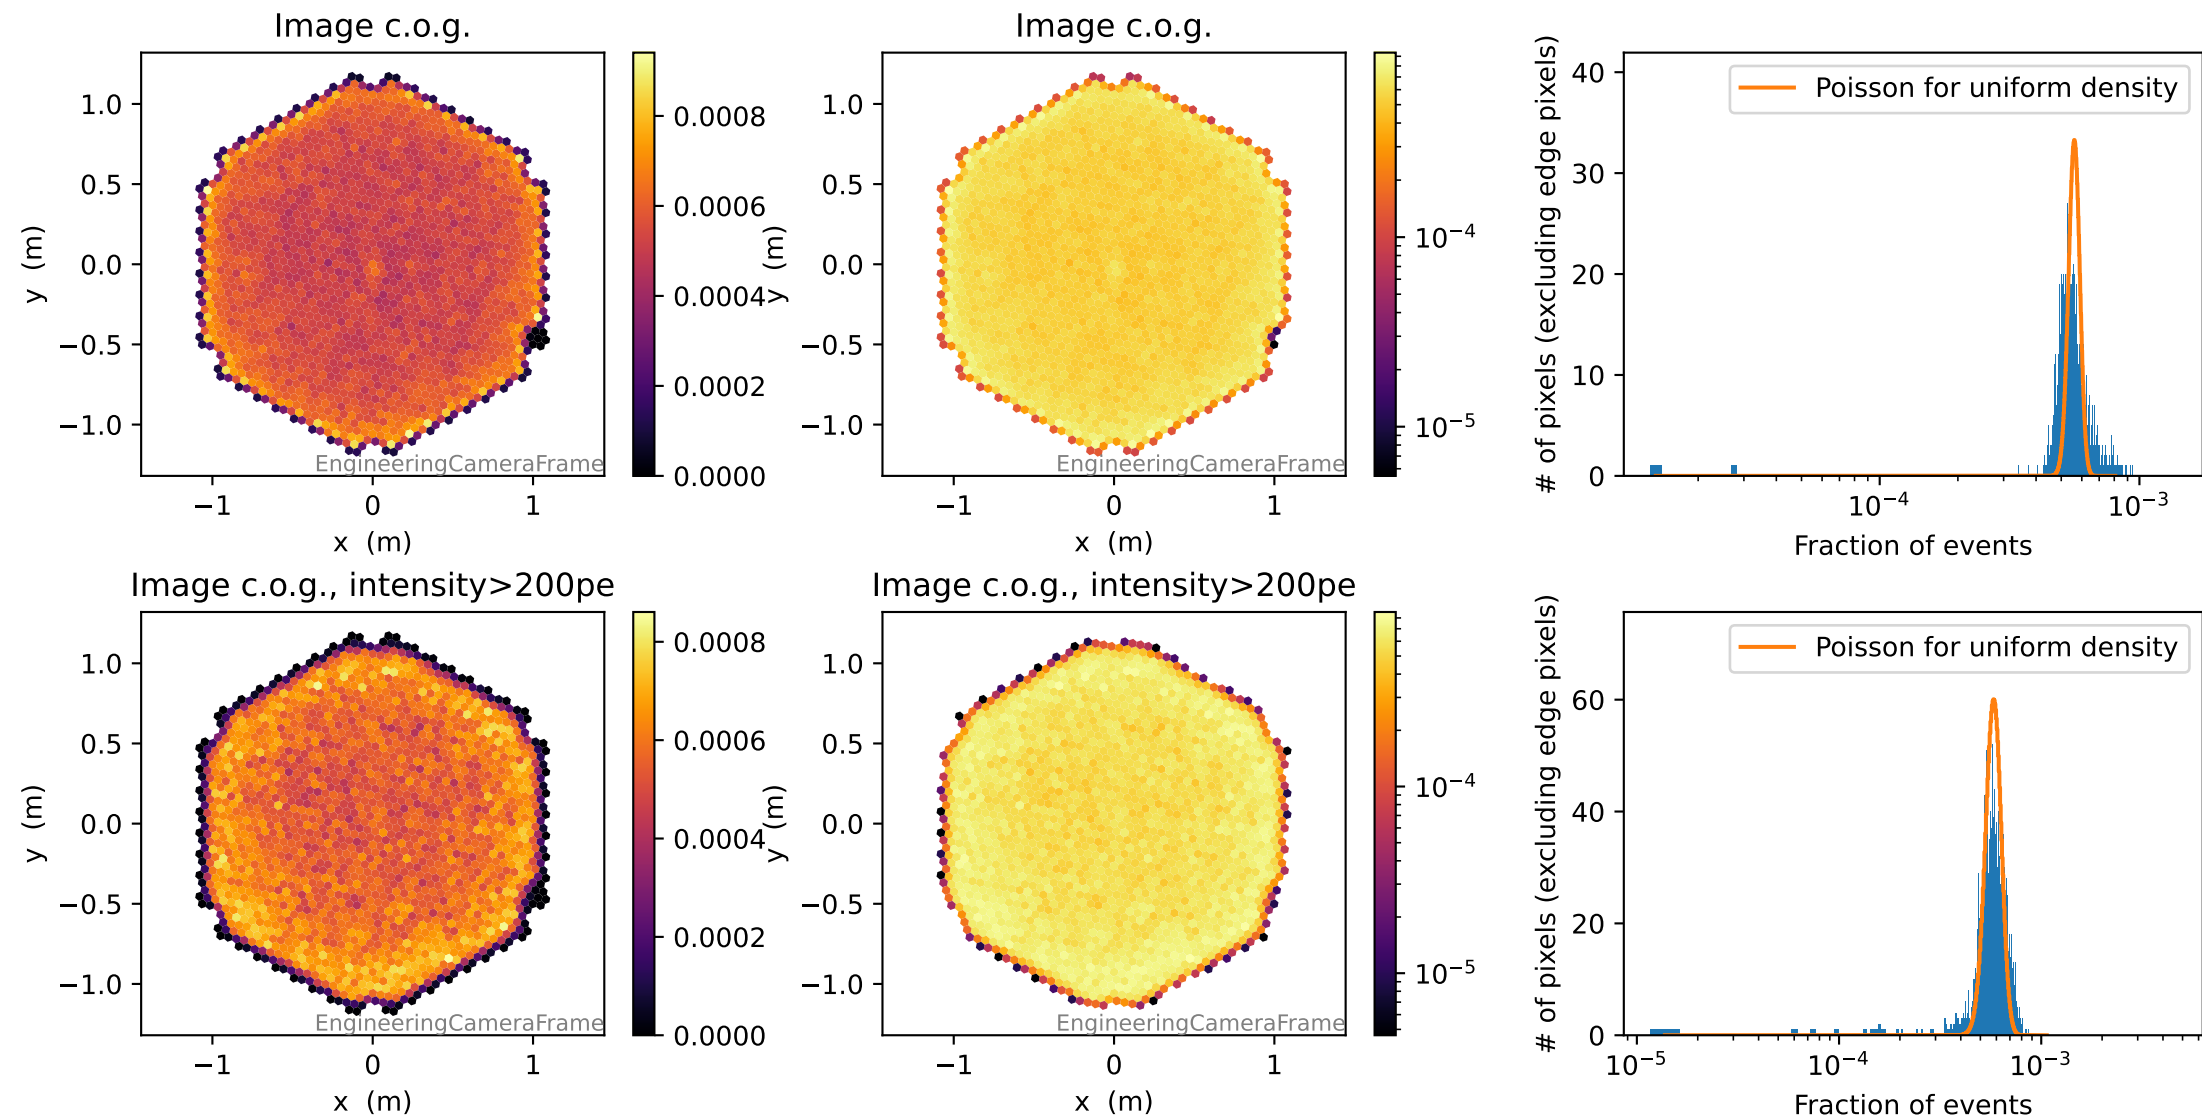 Image c.o.g.
1.0
0.5
0.0
−0.5
−1.0
y (m)
−1
0
1
x (m)
EngineeringCameraFrame
0.0008
0.0006
0.0004
0.0002
0.0000
Image c.o.g.
1.0
0.5
0.0
−0.5
−1.0
y (m)
−1
0
1
x (m)
EngineeringCameraFrame
10⁻⁴
10⁻⁵
# of pixels (excluding edge pixels)
40
30
20
10
0
Poisson for uniform density
10⁻⁴
10⁻³
Fraction of events
Image c.o.g., intensity>200pe
1.0
0.5
0.0
−0.5
−1.0
y (m)
−1
0
1
x (m)
EngineeringCameraFrame
0.0008
0.0006
0.0004
0.0002
0.0000
Image c.o.g., intensity>200pe
1.0
0.5
0.0
−0.5
−1.0
y (m)
−1
0
1
x (m)
EngineeringCameraFrame
10⁻⁴
10⁻⁵
# of pixels (excluding edge pixels)
60
40
20
0
Poisson for uniform density
10⁻⁵
10⁻⁴
10⁻³
Fraction of events